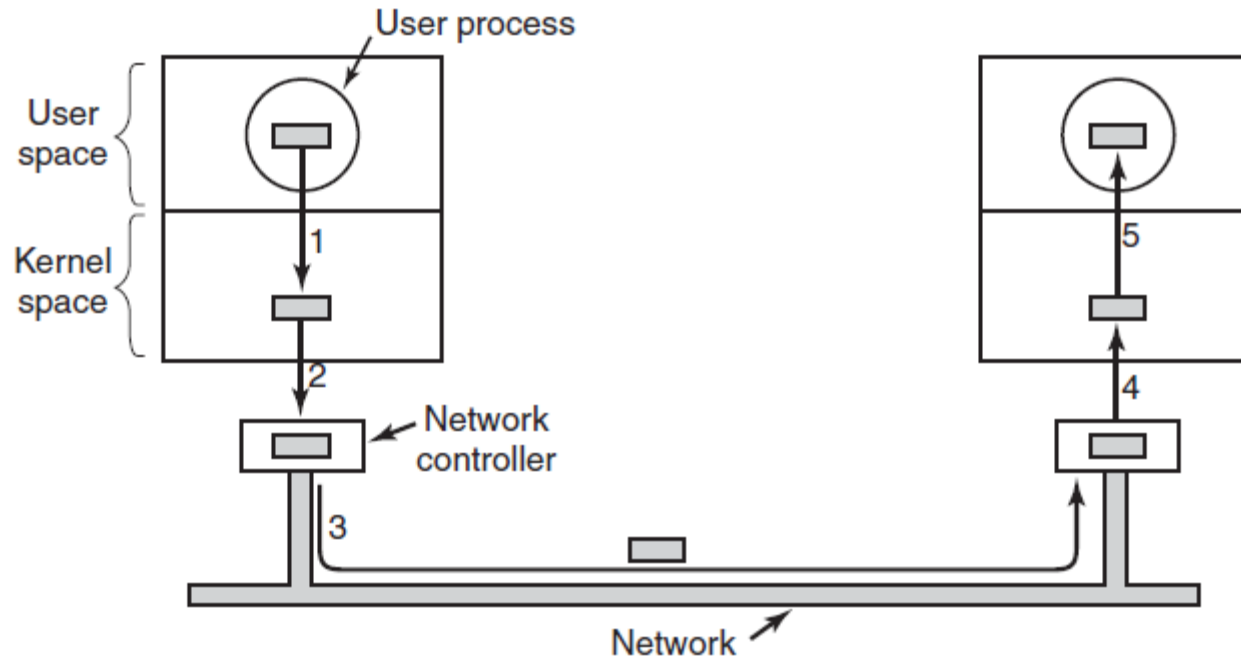 User process
User
space
1
5
Kernel
space
2
4
Network
controller
3
Network